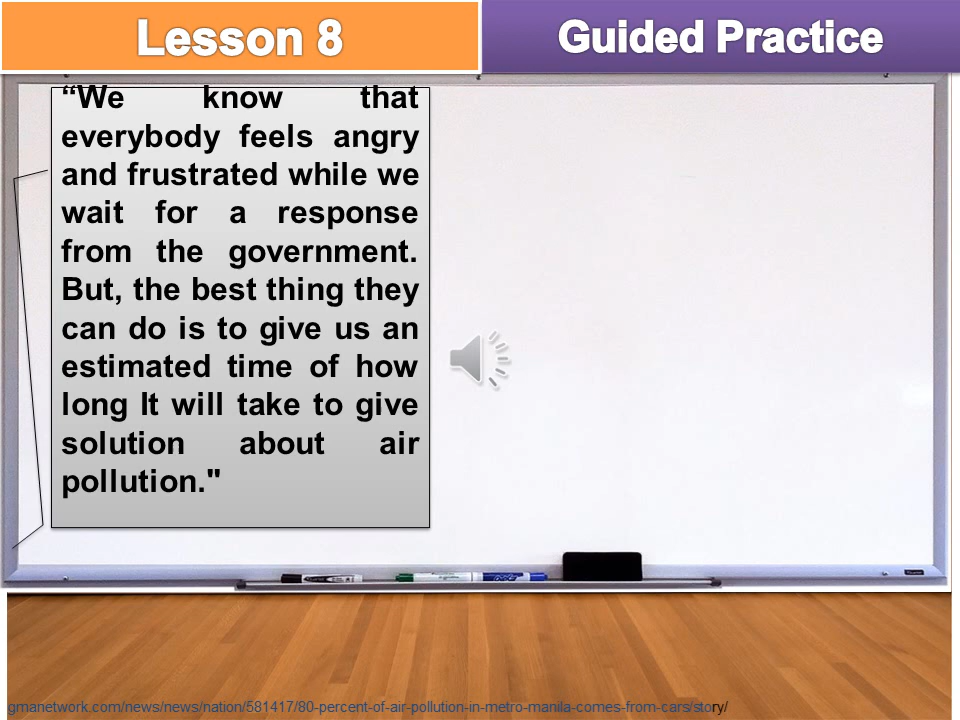 Lesson 8
Guided Practice
“We know that
everybody feels angry
and frustrated while we
wait for a response
from the government.
But, the best thing they
can do is to give us an
estimated time of how
long It will take to give
solution about air
pollution."
gmanetwork.com/news/news/nation/581417/80-percent-of-air-pollution-in-metro-manila-comes-from-cars/story/